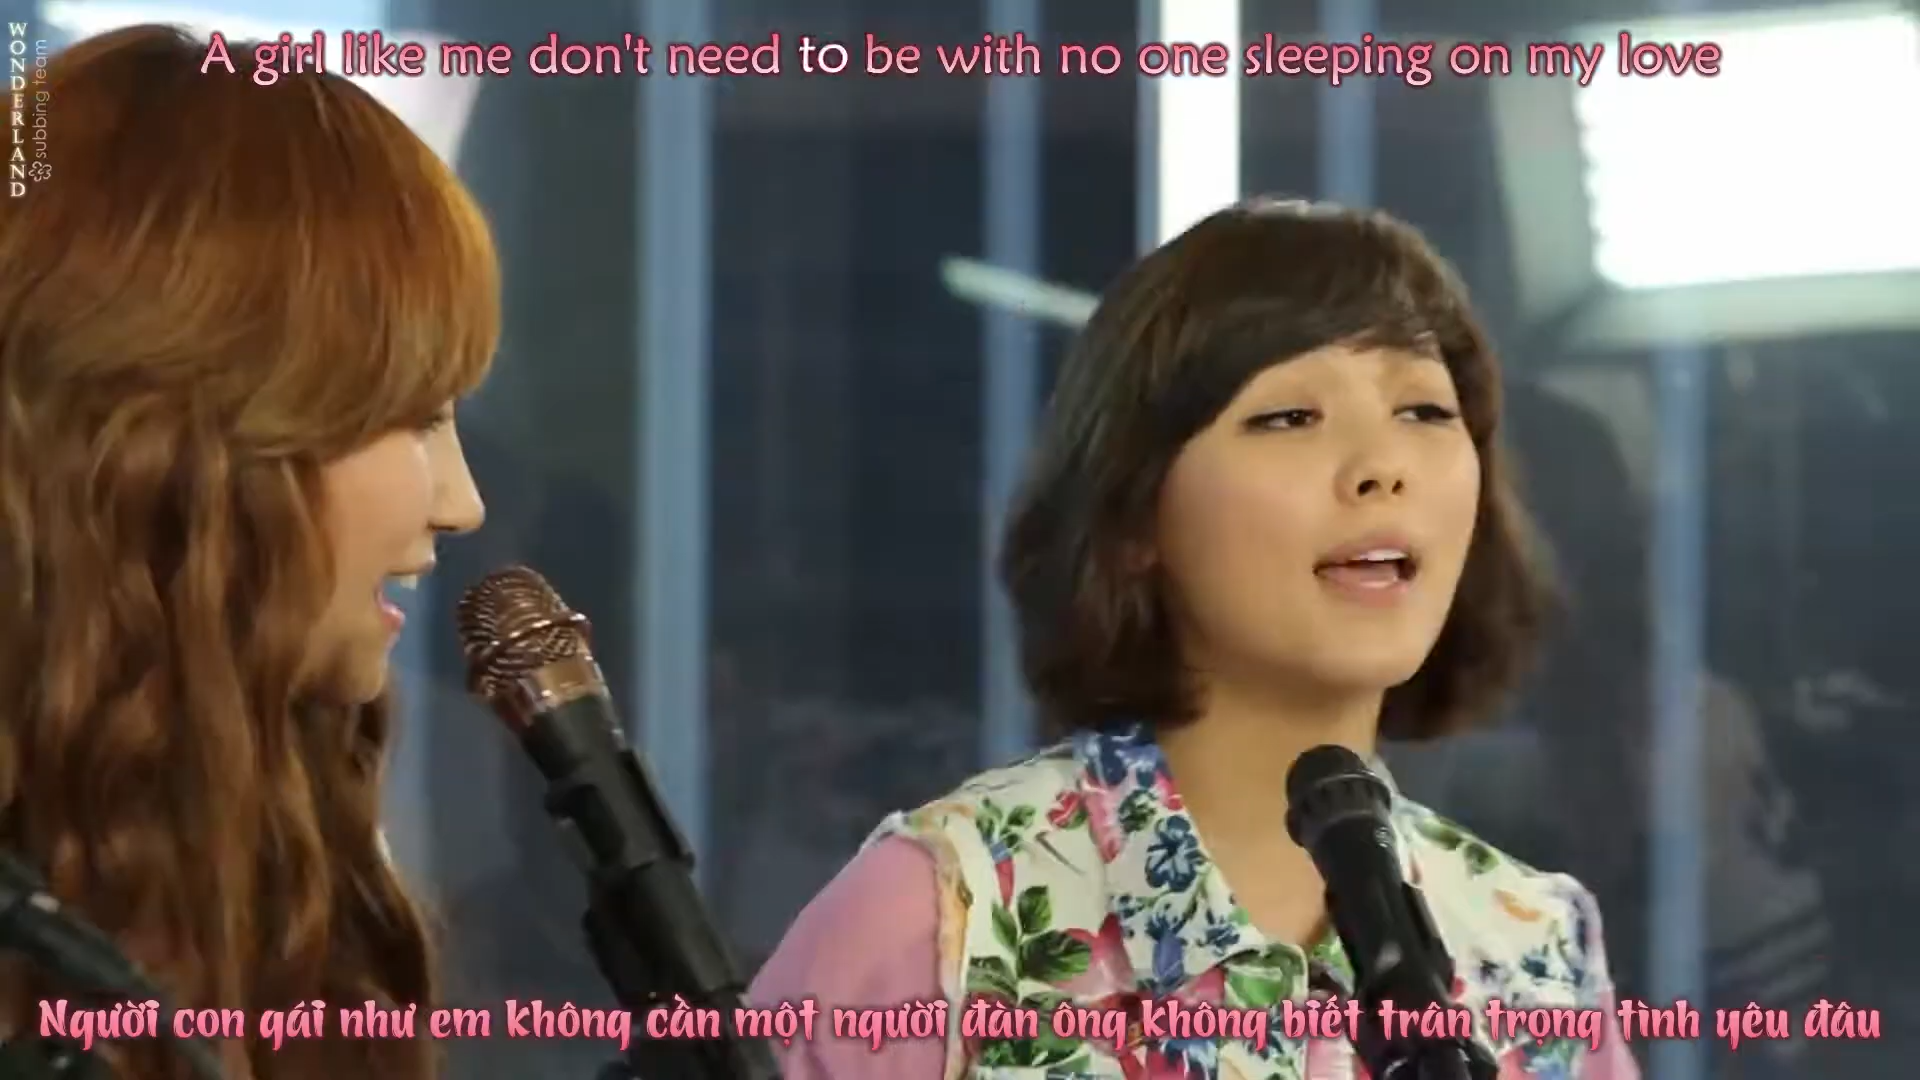 A girl like me don't need to be with no one sleeping on my love
WONDERLAND
subbing team
Người con gái như em không cần một người đàn ông không biết trân trọng tình yêu đâu